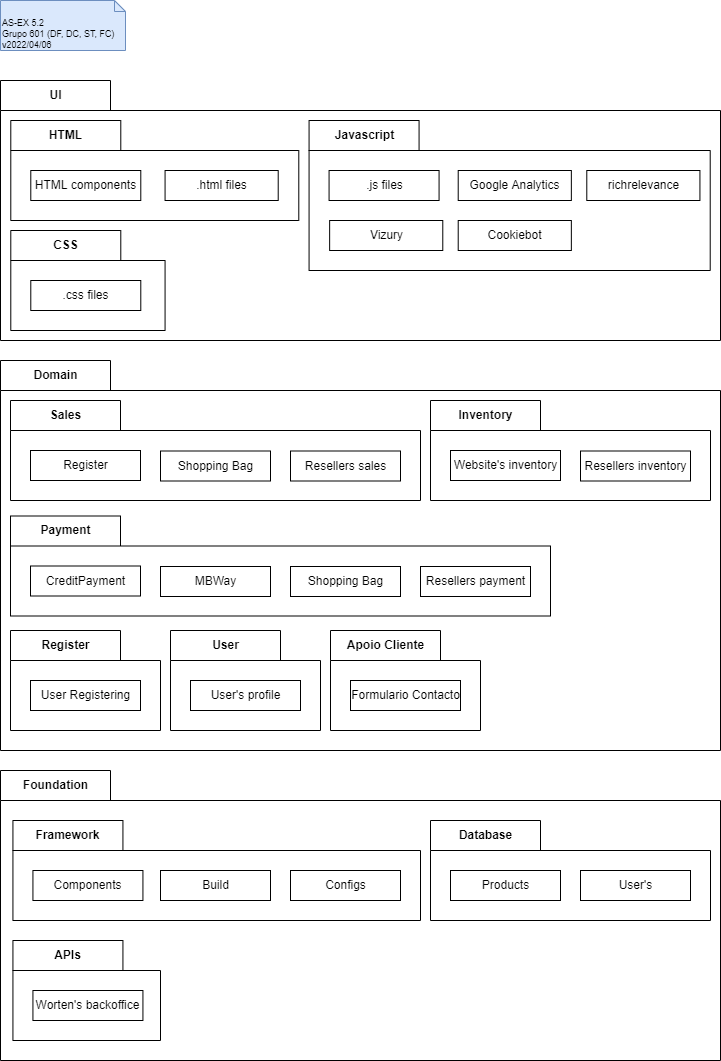 AS-EX 5.2
Grupo 601 (DF, DC, ST, FC)
v2022/04/06
UI
HTML
HTML components
.html files
Javascript
.js files
Google Analytics
richrelevance
Vizury
Cookiebot
CSS
.css files
Domain
Sales
Register
Shopping Bag
Resellers sales
Inventory
Website's inventory
Resellers inventory
Payment
CreditPayment
MBWay
Shopping Bag
Resellers payment
Register
User Registering
User
User's profile
Apoio Cliente
Formulario Contacto
Foundation
Framework
Components
Build
Configs
Database
Products
User's
APIs
Worten's backoffice